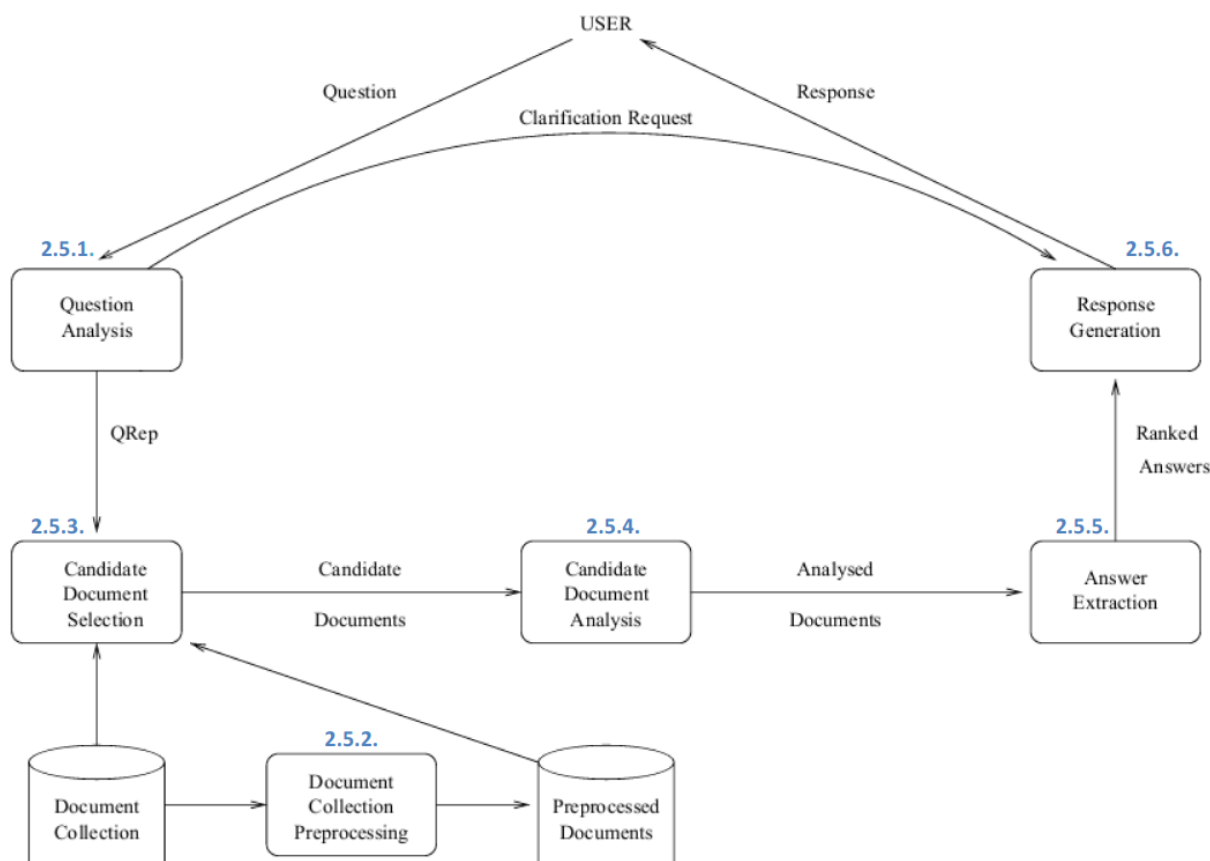 USER
Question
Response
Clarification Request
2.5.1.
2.5.6.
Question
Analysis
Response
Generation
QRep
Ranked
Answers
2.5.3.
2.5.4.
2.5.5.
Candidate
Document
Selection
Candidate
Documents
Candidate
Document
Analysis
Analysed
Documents
Answer
Extraction
2.5.2.
Document
Collection
Document
Collection
Preprocessing
Preprocessed
Documents